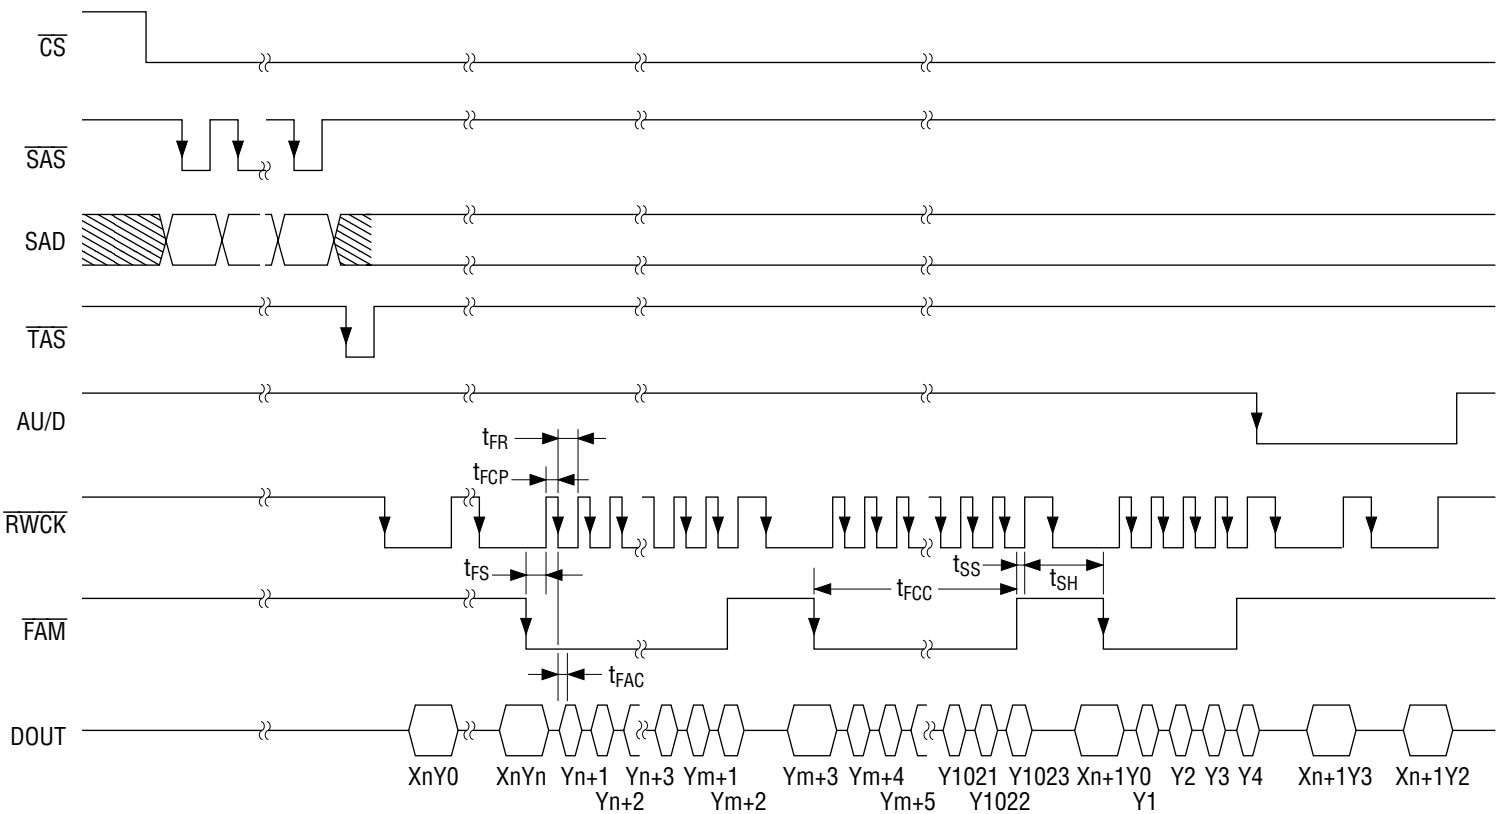 CS
SAS
SAD
TAS
AU/D
tFR
tFCP
RWCK
tFS
tSS
tSH
tFCC
FAM
tFAC
DOUT
XnY0 XnYn Yn+1 Yn+3 Ym+1 Ym+3 Ym+4 Y1021 Y1023 Xn+1Y0 Y2 Y3 Y4 Xn+1Y3 Xn+1Y2
Yn+2 Ym+2 Ym+5 Y1022 Y1